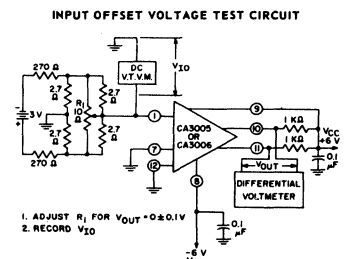 INPUT OFFSET VOLTAGE TEST CIRCUIT
DC
V.T.V.M.
VIO
270 Ω
2.7
Ω
R1
10
Ω
2.7
Ω
3 V
2.7
Ω
2.7
Ω
270 Ω
1
7
12
CA3005
OR
CA3006
9
10
11
8
1 KΩ
1 KΩ
VCC
+6 V
VOUT
0.1
μF
DIFFERENTIAL
VOLTMETER
0.1
μF
-6 V
1. ADJUST R1 FOR VOUT = 0 ± 0.1 V
2. RECORD VIO